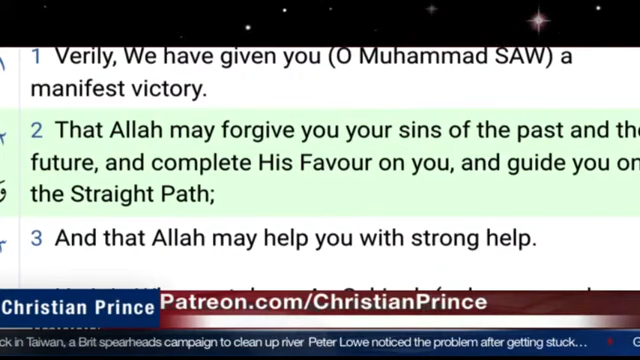 1 Verily, We have given you (O Muhammad SAW) a
manifest victory.
2 That Allah may forgive you your sins of the past and the
future, and complete His Favour on you, and guide you on
the Straight Path;
3 And that Allah may help you with strong help.
Christian Prince
Patreon.com/ChristianPrince
ck in Taiwan, a Brit spearheads campaign to clean up river Peter Lowe noticed the problem after getting stuck...